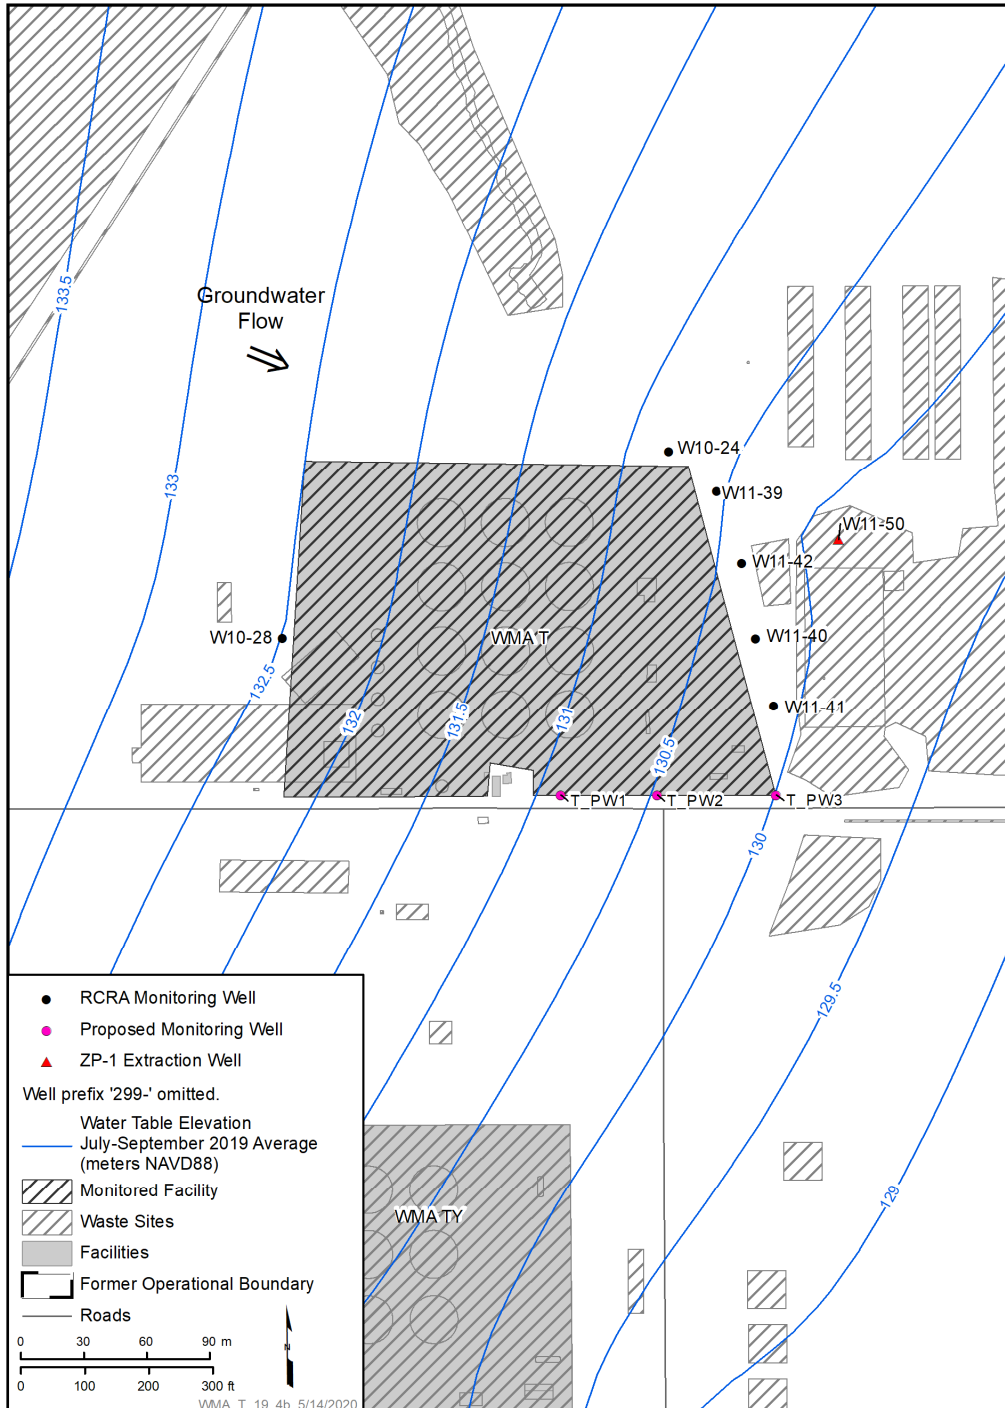 133.5
Groundwater
Flow
W10-24
133
W11-39
W11-50
W11-42
W10-28
WMA T
W11-40
132.5
W11-41
132
131.5
131
130.5
T_PW1
T_PW2
T_PW3
130
129.5
129
WMA TY
RCRA Monitoring Well
Proposed Monitoring Well
ZP-1 Extraction Well
Well prefix '299-' omitted.
Water Table Elevation
July-September 2019 Average
(meters NAVD88)
Monitored Facility
Waste Sites
Facilities
Former Operational Boundary
Roads
0 30 60 90 m
0 100 200 300 ft
N
WMA_T_19_4b_5/14/2020